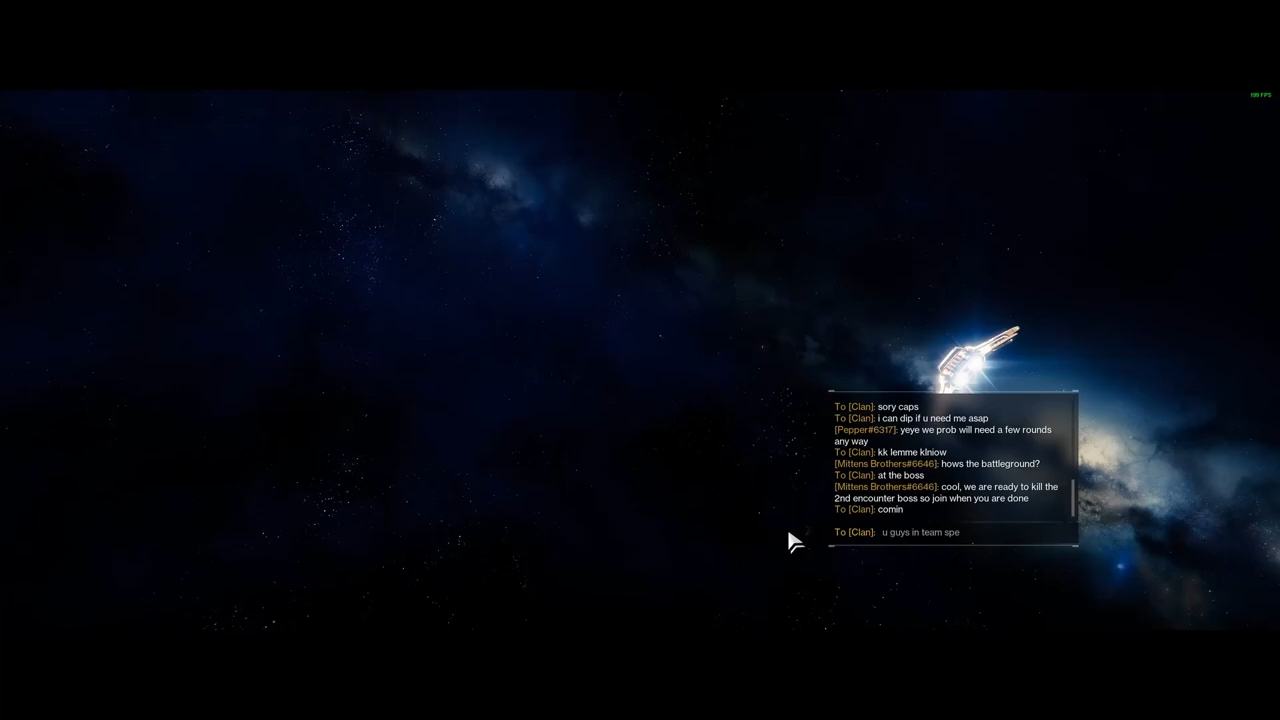 199 FPS
To [Clan]: sory caps
To [Clan]: i can dip if u need me asap
[Pepper#6317]: yeye we prob will need a few rounds
any way
To [Clan]: kk lemme klniow
[Mittens Brothers#6646]: hows the battleground?
To [Clan]: at the boss
[Mittens Brothers#6646]: cool, we are ready to kill the
2nd encounter boss so join when you are done
To [Clan]: comin
To [Clan]: u guys in team spe